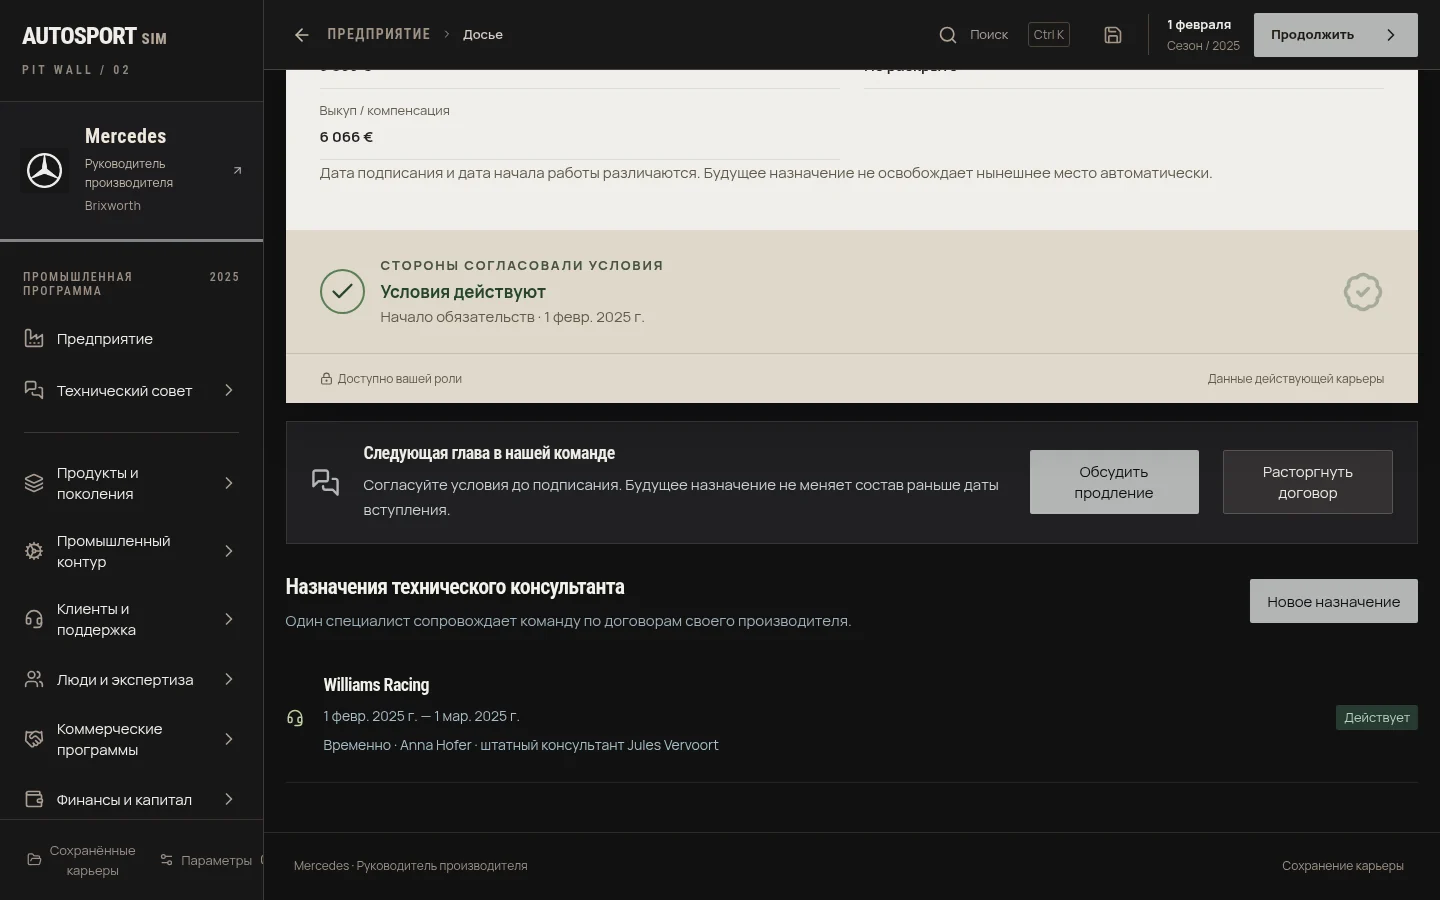 AUTOSPORT SIM
PIT WALL / 02
ПРЕДПРИЯТИЕ
Досье
Поиск
Ctrl K
1 февраля
Сезон / 2025
Продолжить
Mercedes
Руководитель
производителя
Brixworth
ПРОМЫШЛЕННАЯ
ПРОГРАММА
2025
Предприятие
Технический совет
Продукты и
поколения
Промышленный
контур
Клиенты и
поддержка
Люди и экспертиза
Коммерческие
программы
Финансы и капитал
Сохранённые
карьеры
Параметры
Выкуп / компенсация
6 066 €
Дата подписания и дата начала работы различаются. Будущее назначение не освобождает нынешнее место автоматически.
СТОРОНЫ СОГЛАСОВАЛИ УСЛОВИЯ
Условия действуют
Начало обязательств · 1 февр. 2025 г.
Доступно вашей роли
Данные действующей карьеры
Следующая глава в нашей команде
Согласуйте условия до подписания. Будущее назначение не меняет состав раньше даты
вступления.
Обсудить
продление
Расторгнуть
договор
Назначения технического консультанта
Один специалист сопровождает команду по договорам своего производителя.
Новое назначение
Williams Racing
1 февр. 2025 г. — 1 мар. 2025 г.
Временно · Anna Hofer · штатный консультант Jules Vervoort
Действует
Mercedes · Руководитель производителя
Сохранение карьеры